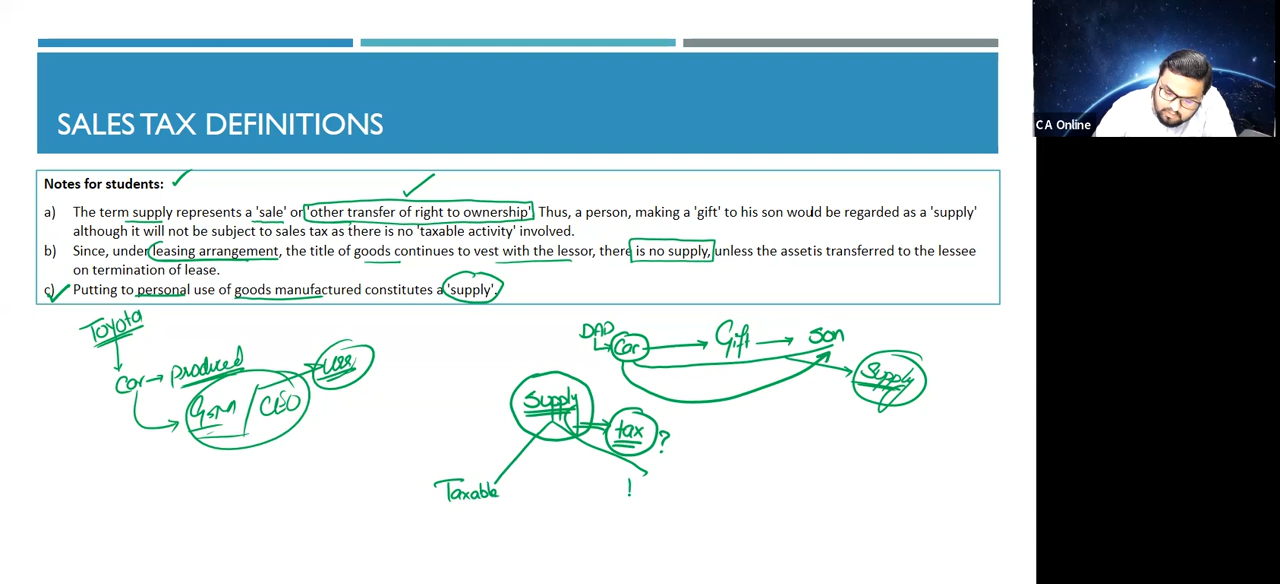 SALES TAX DEFINITIONS
CA Online
Notes for students:
a) The term supply represents a 'sale' or 'other transfer of right to ownership'. Thus, a person, making a 'gift' to his son would be regarded as a 'supply'
although it will not be subject to sales tax as there is no 'taxable activity' involved.
b) Since, under leasing arrangement, the title of goods continues to vest with the lessor, there is no supply, unless the assetis transferred to the lessee
on termination of lease.
c) Putting to personal use of goods manufactured constitutes a 'supply'.
Toyota
Car → produced
use
GSM / CEO
DAD
Car → Gift → Son
Supply
Supply
tax ?
Taxable